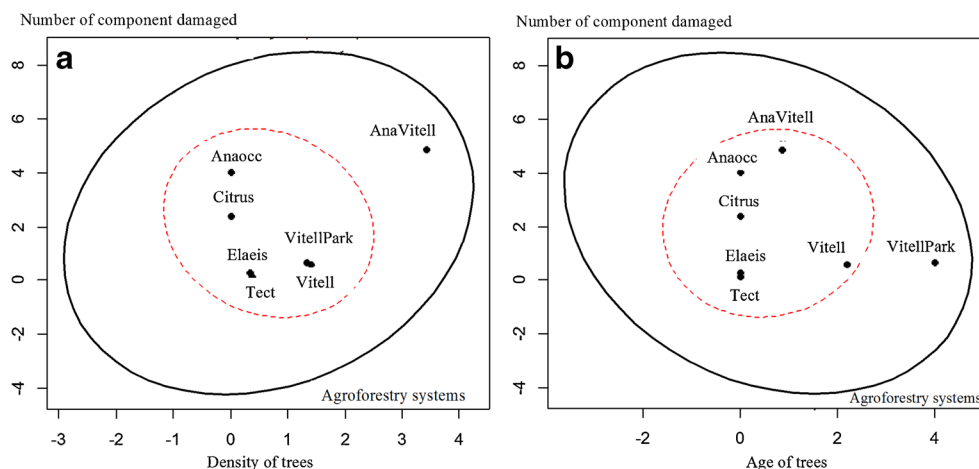 Number of component damaged
a
8
6
4
2
0
-2
-4
AnaVitell
Anaocc
Citrus
VitellPark
Elaeis
Vitell
Tect
Agroforestry systems
-3 -2 -1 0 1 2 3 4
Density of trees
Number of component damaged
b
8
6
4
2
0
-2
-4
AnaVitell
Anaocc
Citrus
Elaeis
Vitell
VitellPark
Tect
Agroforestry systems
-2 0 2 4
Age of trees